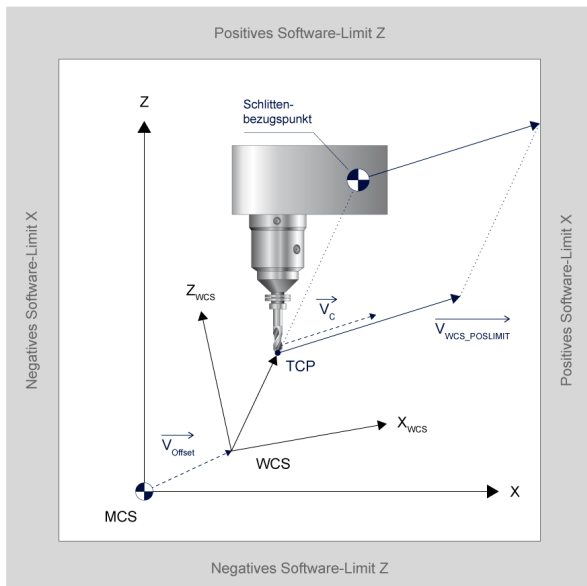 Positives Software-Limit Z
Negatives Software-Limit X
Positives Software-Limit X
Z
Schlitten-
bezugspunkt
Z WCS
V C
V WCS_POSLIMIT
TCP
X WCS
V Offset
WCS
X
MCS
Negatives Software-Limit Z